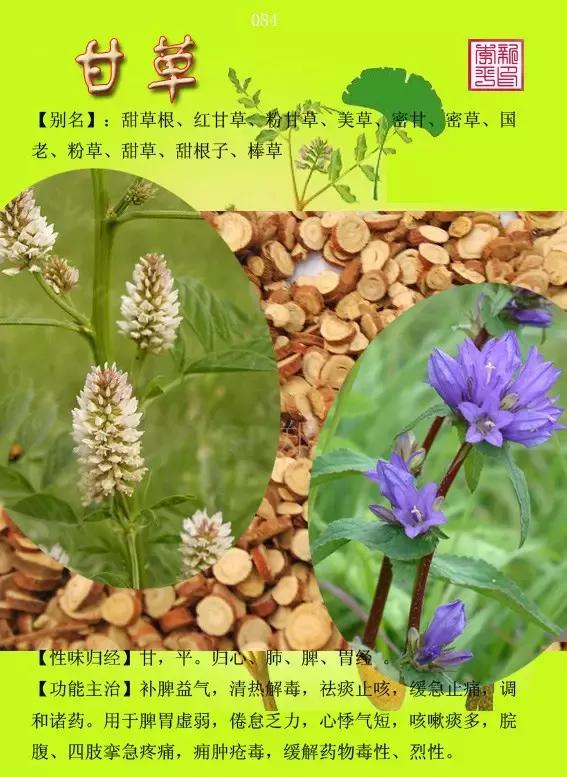 084
甘草
【别名】：甜草根、红甘草、粉甘草、美草、密甘、密草、国
老、粉草、甜草、甜根子、棒草
【性味归经】甘，平。归心、肺、脾、胃经 。
【功能主治】补脾益气，清热解毒，祛痰止咳，缓急止痛，调
和诸药。用于脾胃虚弱，倦怠乏力，心悸气短，咳嗽痰多，脘
腹、四肢挛急疼痛，痈肿疮毒，缓解药物毒性、烈性。